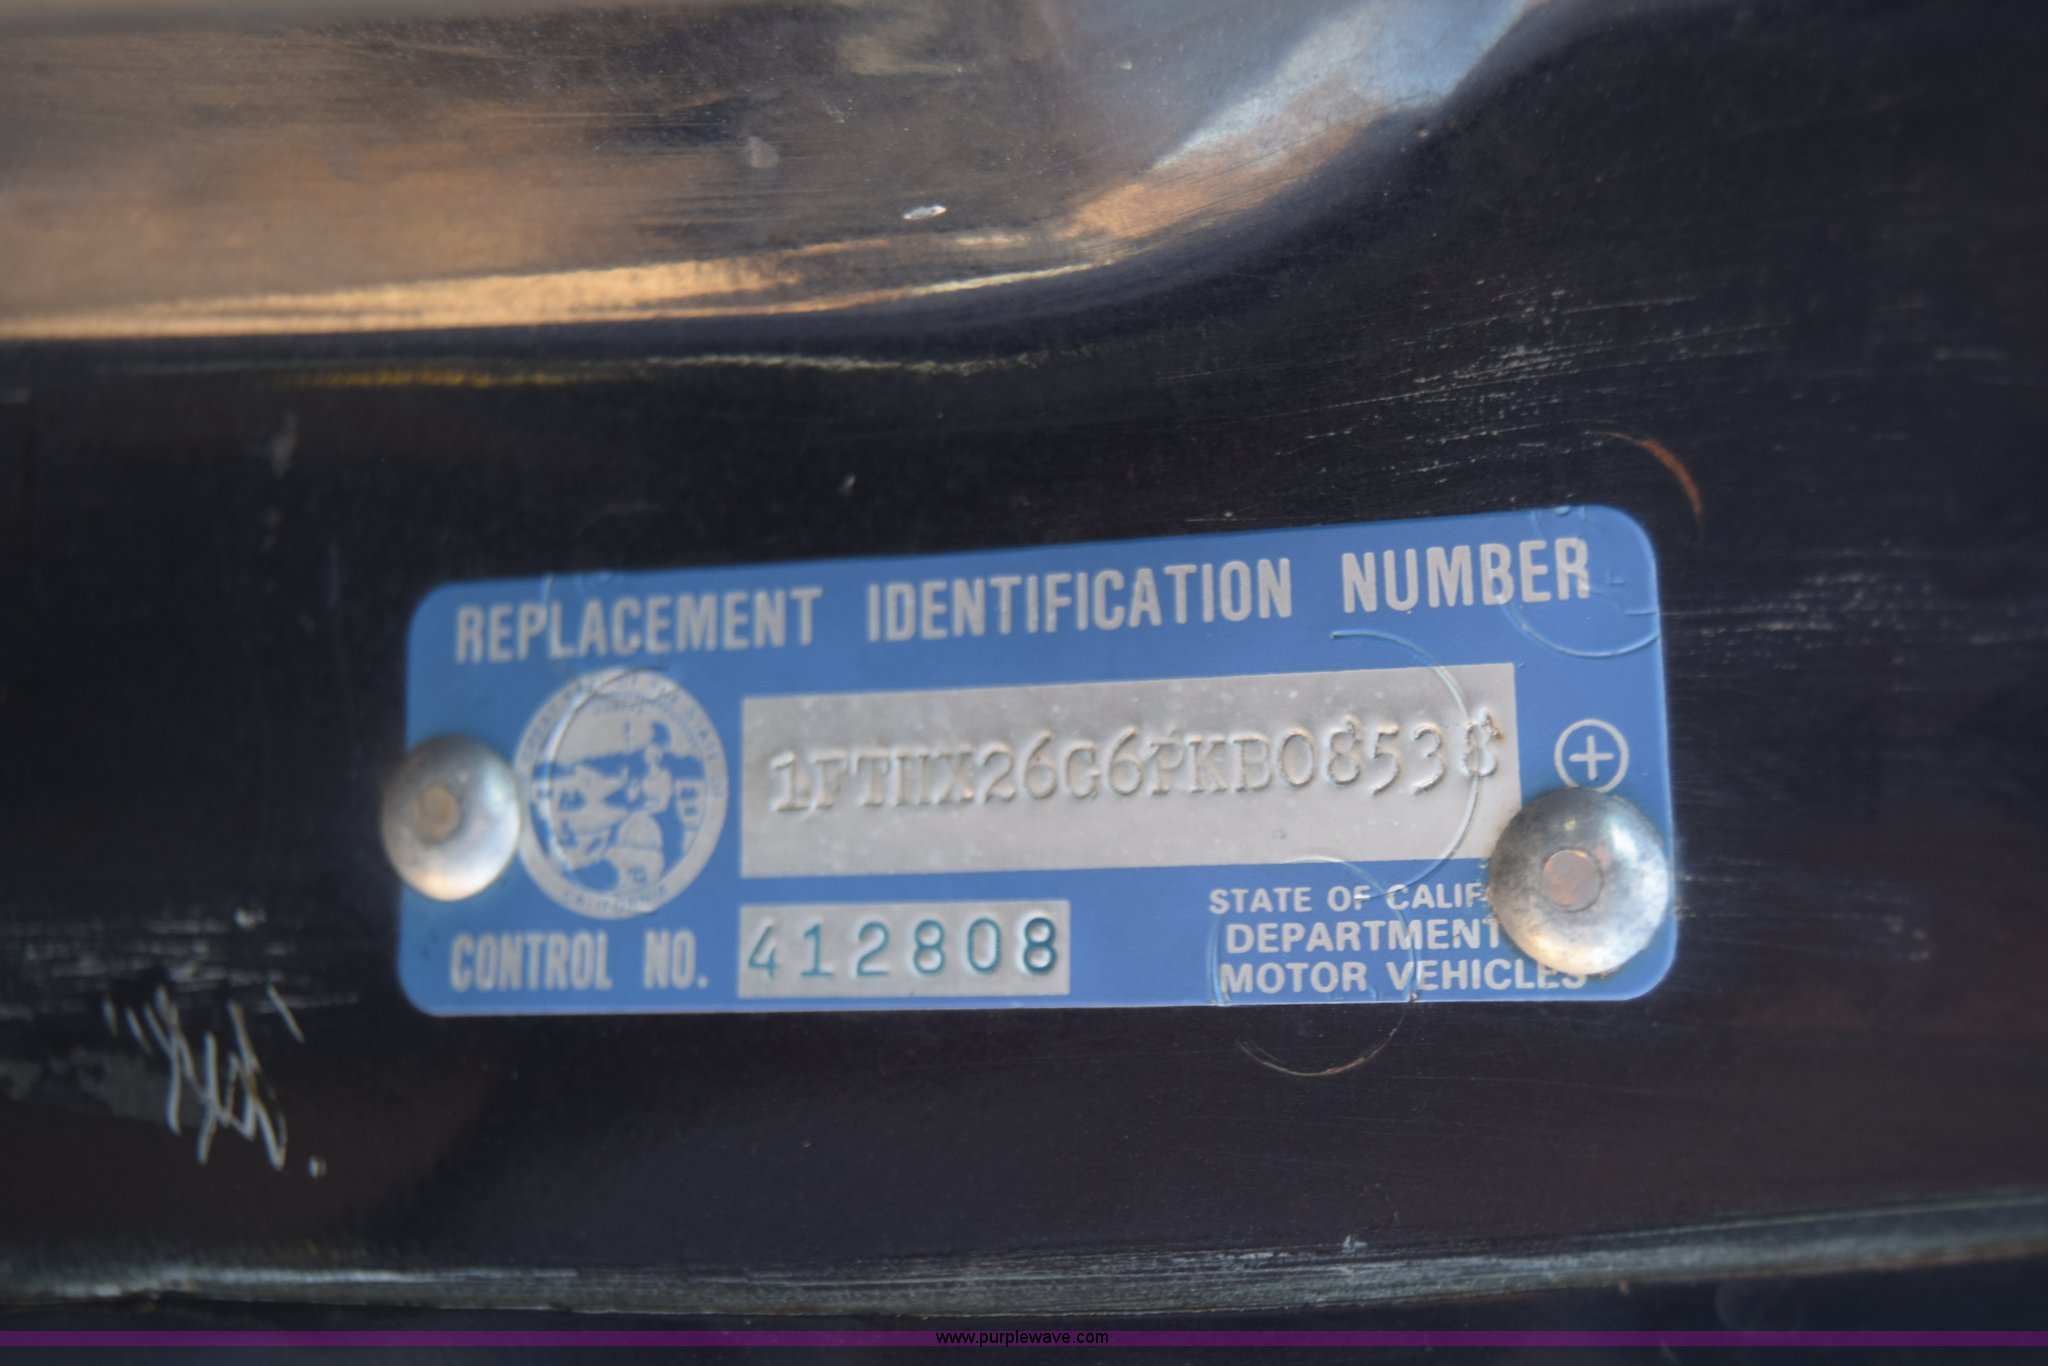 REPLACEMENT IDENTIFICATION NUMBER
1FTHX26G6PKB08538
CONTROL NO. 412808
STATE OF CALIF
DEPARTMENT
MOTOR VEHICLES
www.purplewave.com